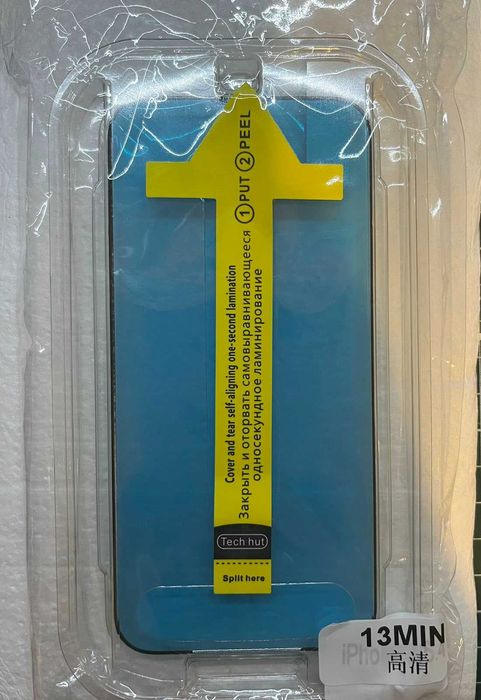 ① PUT ② PEEL
Cover and tear self-aligning one-second lamination
Закрыть и оторвать самовыравнивающееся
односекундное ламинирование
Tech hut
Split here
13MIN
高清
iPho